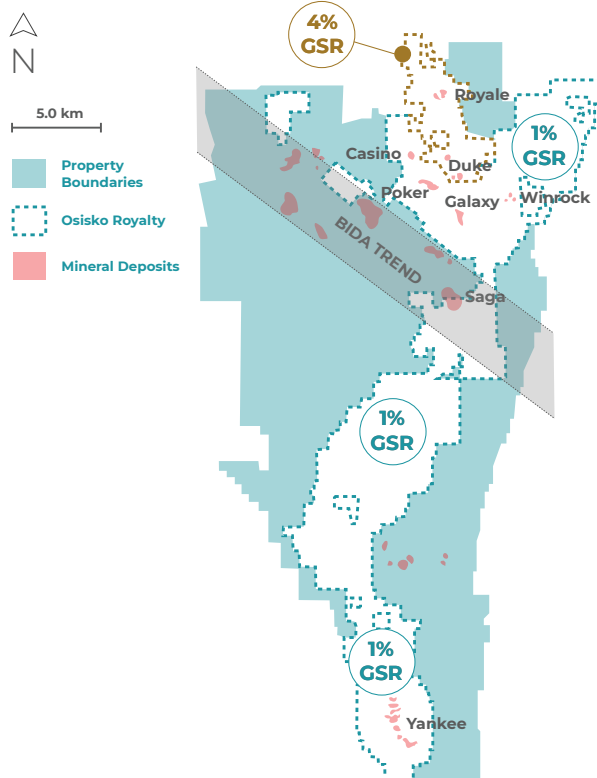 4%
GSR
N
5.0 km
Property
Boundaries
Osisko Royalty
Mineral Deposits
Royale
1%
GSR
Casino
Duke
Poker
Galaxy
Winrock
BIDA TREND
Saga
1%
GSR
1%
GSR
Yankee